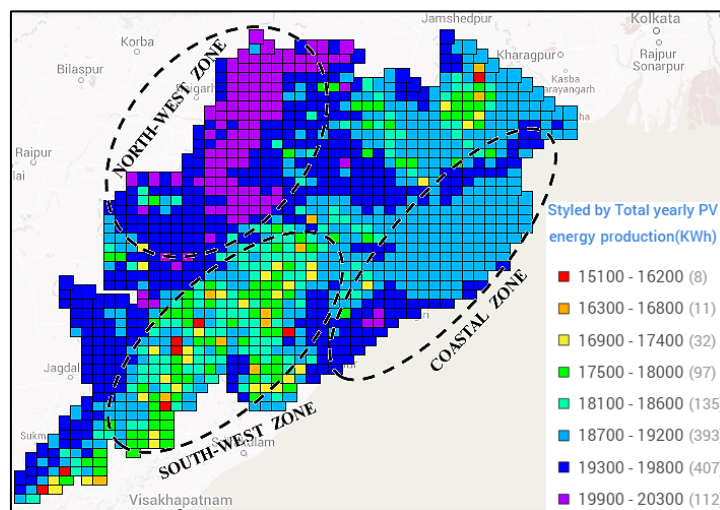 Jamshedpur
Kolkata
Korba
Kharagpur
Rajpur
Sonarpur
Bilaspur
Kasba
NORTH-WEST ZONE
Raipur
Styled by Total yearly PV
energy production(KWh)
15100 - 16200 (8)
16300 - 16800 (11)
16900 - 17400 (32)
17500 - 18000 (97)
18100 - 18600 (135)
18700 - 19200 (393)
19300 - 19800 (407)
19900 - 20300 (112)
COASTAL ZONE
Jagdal
SOUTH-WEST ZONE
Sukm
Visakhapatnam